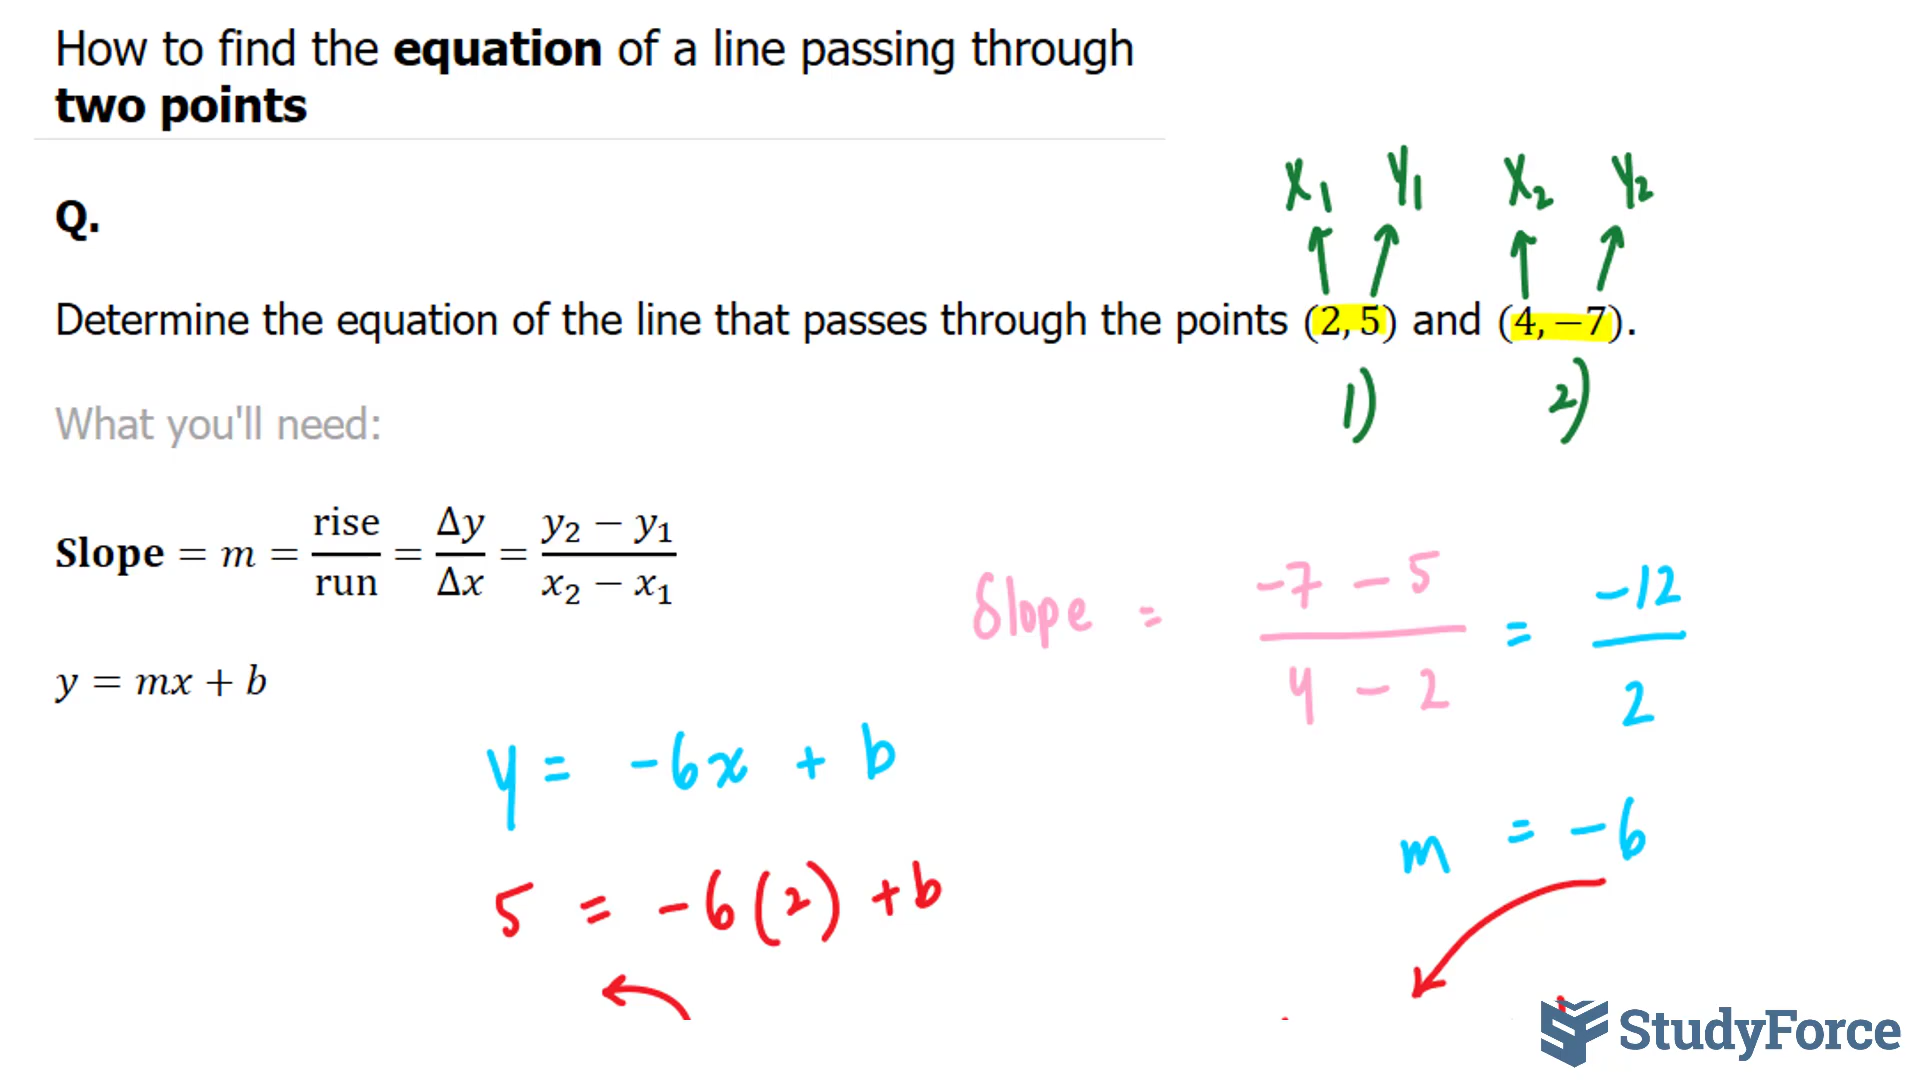 How to find the equation of a line passing through
two points
x₁ y₁ x₂ y₂
Q.
Determine the equation of the line that passes through the points (2, 5) and (4, −7).
1) 2)
What you'll need:
Slope = m = rise/run = Δy/Δx = (y₂ − y₁)/(x₂ − x₁)
Slope = (-7 - 5)/(4 - 2) = -12/2
y = mx + b
y = -6x + b
m = -6
5 = -6(2) + b
StudyForce